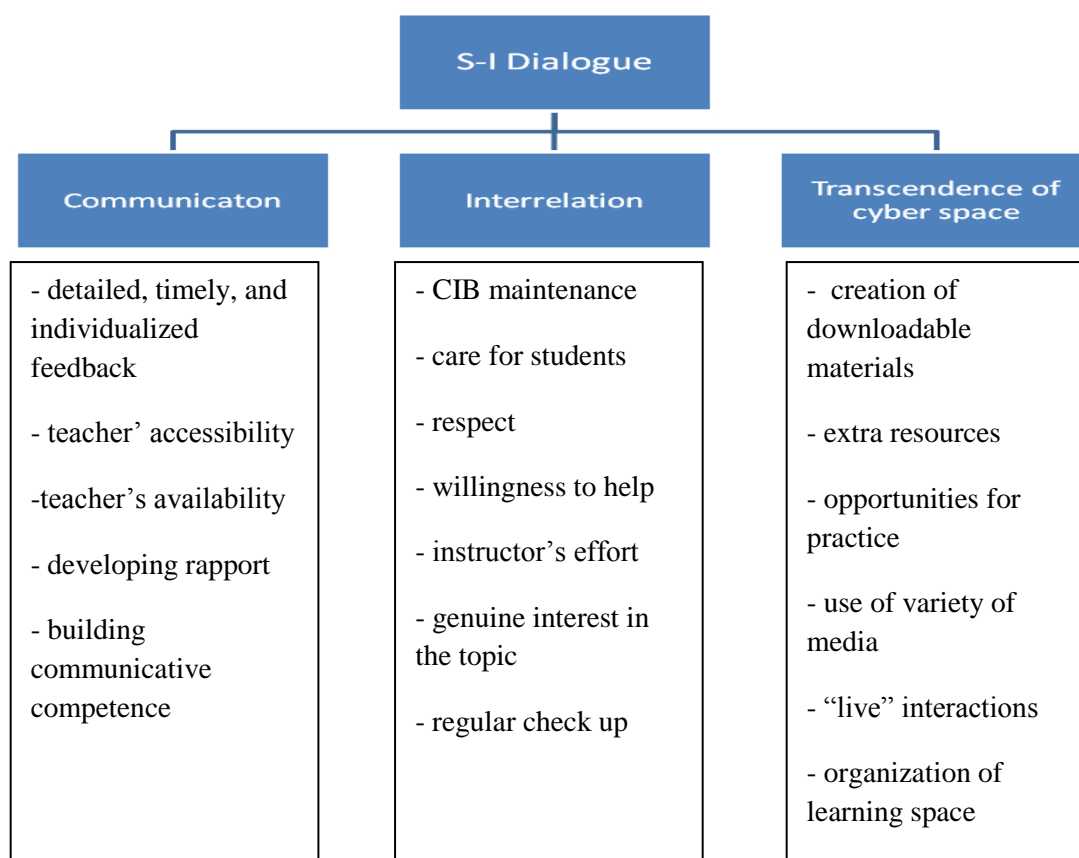 S-I Dialogue
Communicaton
- detailed, timely, and
individualized
feedback
- teacher’ accessibility
-teacher’s availability
- developing rapport
- building
communicative
competence
Interrelation
- CIB maintenance
- care for students
- respect
- willingness to help
- instructor’s effort
- genuine interest in
the topic
- regular check up
Transcendence of
cyber space
- creation of
downloadable
materials
- extra resources
- opportunities for
practice
- use of variety of
media
- “live” interactions
- organization of
learning space